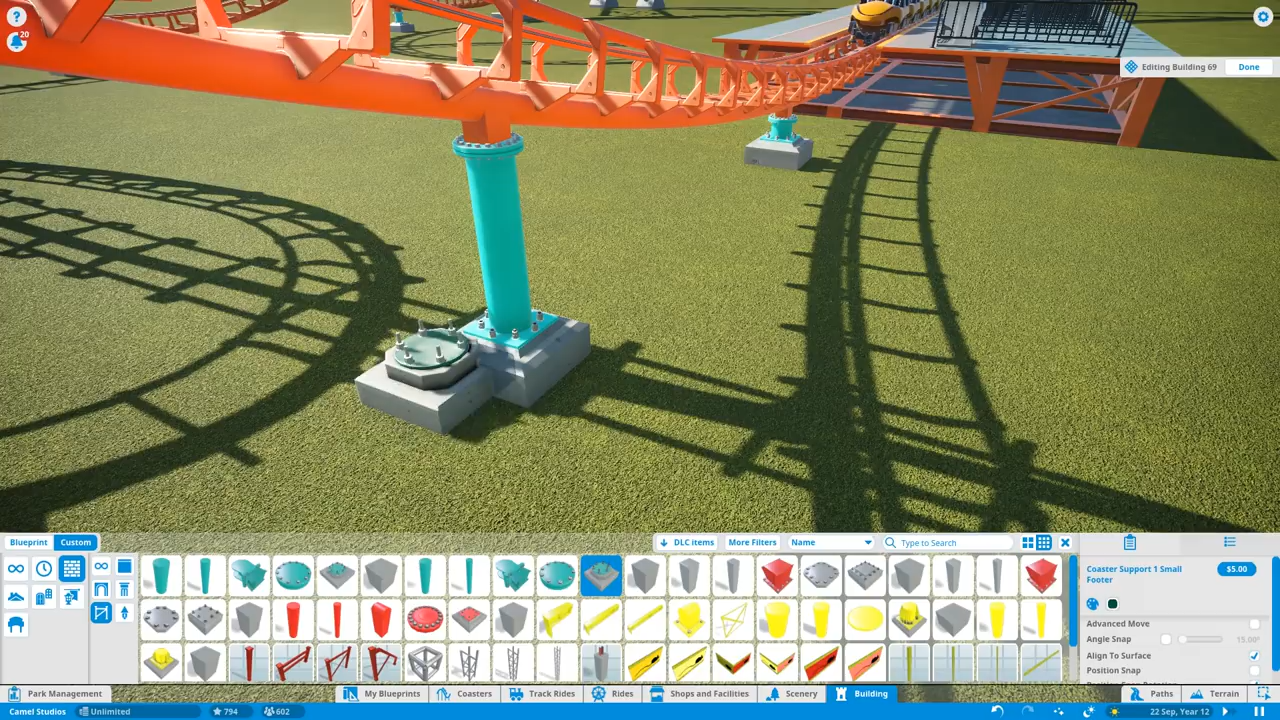 ?
20
Editing Building 69
Done
Blueprint
Custom
DLC items
More Filters
Name
Type to Search
Coaster Support 1 Small
Footer
$5.00
Advanced Move
Angle Snap
15.00°
Align To Surface
Position Snap
Park Management
My Blueprints
Coasters
Track Rides
Rides
Shops and Facilities
Scenery
Building
Paths
Terrain
Camel Studios
Unlimited
794
602
22 Sep, Year 12